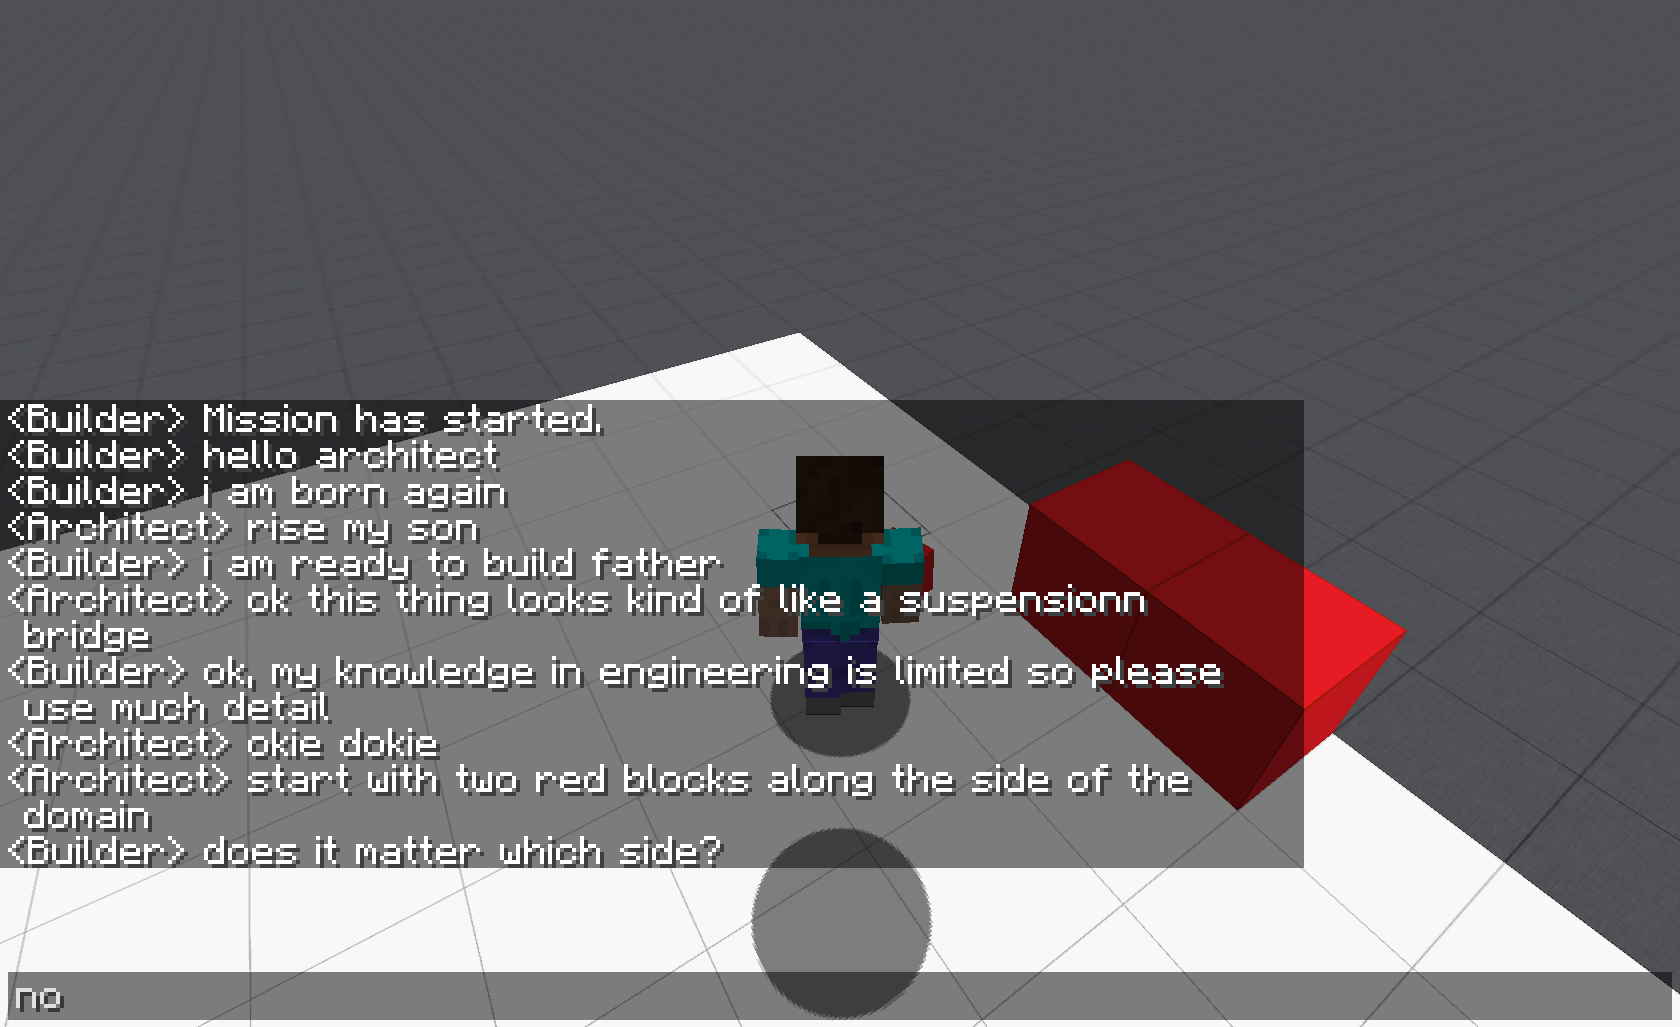 <Builder> Mission has started.
<Builder> hello architect
<Builder> i am born again
<Architect> rise my son
<Builder> i am ready to build father
<Architect> ok this thing looks kind of like a suspensionn
bridge
<Builder> ok, my knowledge in engineering is limited so please
use much detail
<Architect> okie dokie
<Architect> start with two red blocks along the side of the
domain
<Builder> does it matter which side?
no